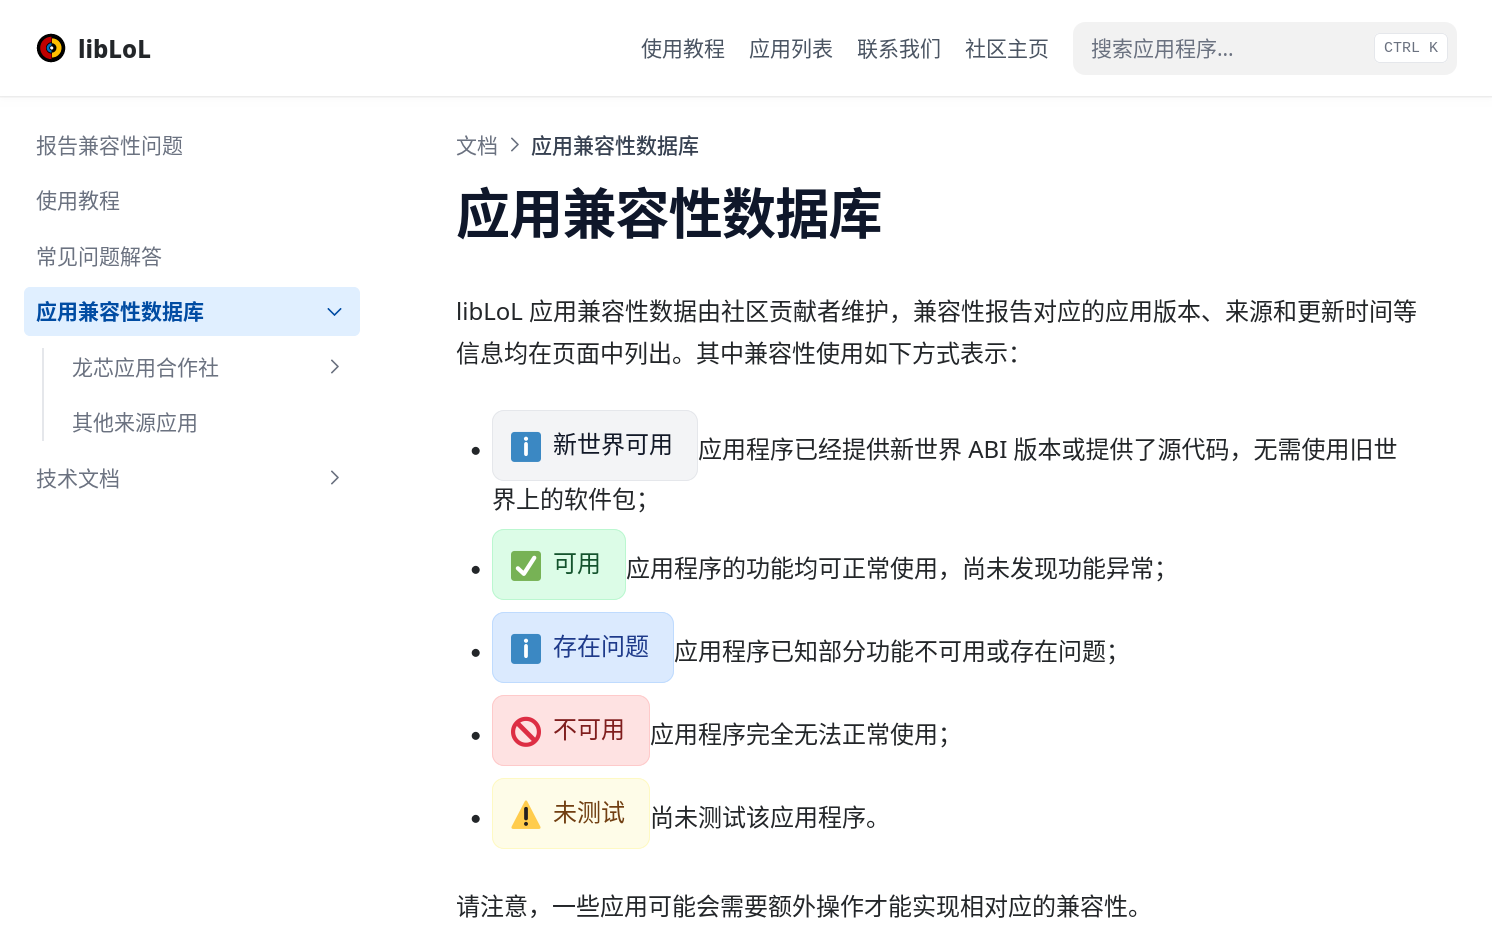 libLoL
使用教程 应用列表 联系我们 社区主页 搜索应用程序... CTRL K
报告兼容性问题
使用教程
常见问题解答
应用兼容性数据库
龙芯应用合作社
其他来源应用
技术文档
文档 > 应用兼容性数据库
应用兼容性数据库
libLoL 应用兼容性数据由社区贡献者维护，兼容性报告对应的应用版本、来源和更新时间等
信息均在页面中列出。其中兼容性使用如下方式表示：
• ℹ️ 新世界可用 应用程序已经提供新世界 ABI 版本或提供了源代码，无需使用旧世
界上的软件包；
• ✅ 可用 应用程序的功能均可正常使用，尚未发现功能异常；
• ℹ️ 存在问题 应用程序已知部分功能不可用或存在问题；
• 🚫 不可用 应用程序完全无法正常使用；
• ⚠️ 未测试 尚未测试该应用程序。
请注意，一些应用可能会需要额外操作才能实现相对应的兼容性。